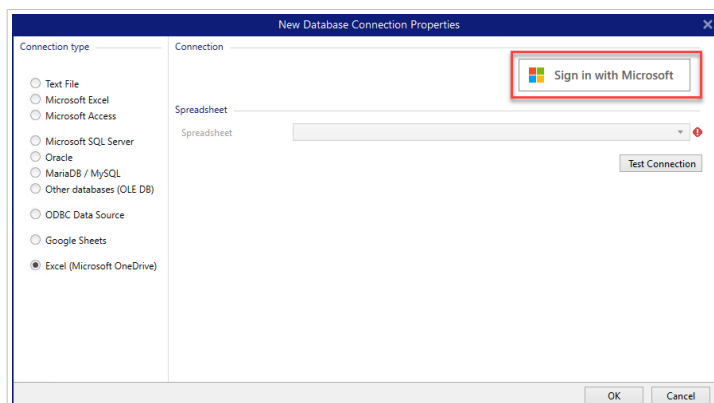 New Database Connection Properties
Connection type
Text File
Microsoft Excel
Microsoft Access
Microsoft SQL Server
Oracle
MariaDB / MySQL
Other databases (OLE DB)
ODBC Data Source
Google Sheets
Excel (Microsoft OneDrive)
Connection
Sign in with Microsoft
Spreadsheet
Spreadsheet
Test Connection
OK Cancel